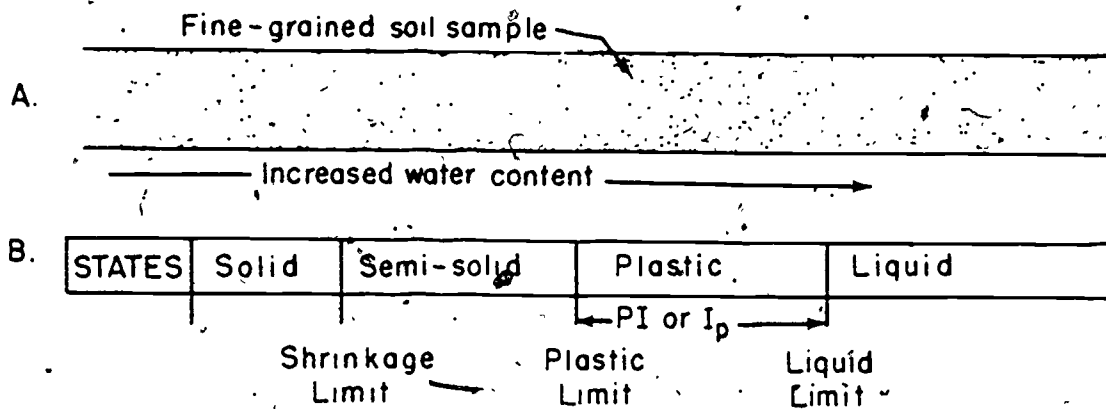 Fine-grained soil sample
A.
Increased water content
B. STATES Solid Semi-solid Plastic Liquid
PI or Ip
Shrinkage Limit
Plastic Limit
Liquid Limit